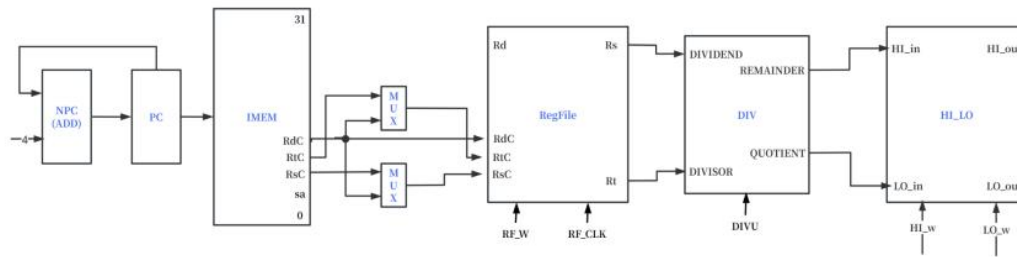 NPC
(ADD)
4
PC
31
IMEM
RdC
RtC
RsC
sa
0
M
U
X
M
U
X
Rd
Rs
RegFile
RdC
RtC
RsC
Rt
RF_W
RF_CLK
DIVIDEND
REMAINDER
DIV
QUOTIENT
DIVISOR
DIVU
HI_in
HI_ou
HI_LO
LO_in
LO_ou
HI_w
LO_w